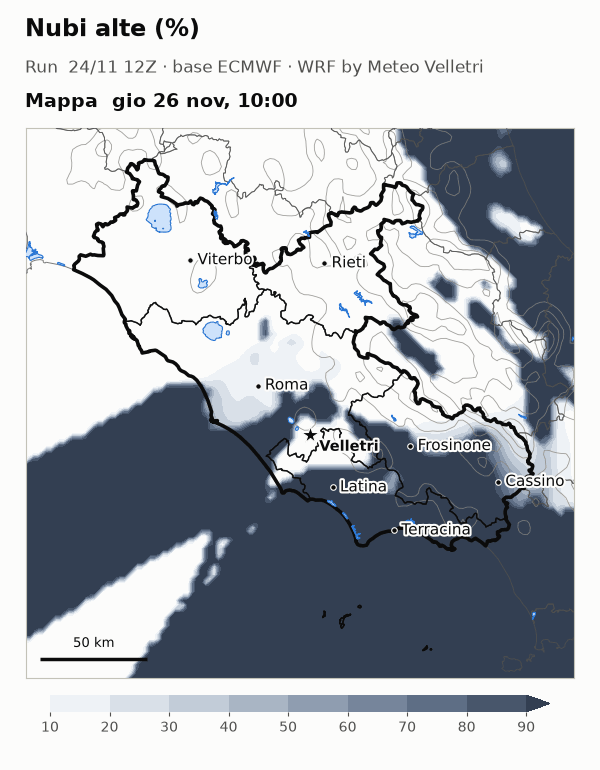 Nubi alte (%)
Run  24/11 12Z · base ECMWF · WRF by Meteo Velletri
Mappa  gio 26 nov, 10:00
Viterbo
Rieti
Roma
Velletri
Frosinone
Latina
Cassino
Terracina
50 km
10 20 30 40 50 60 70 80 90